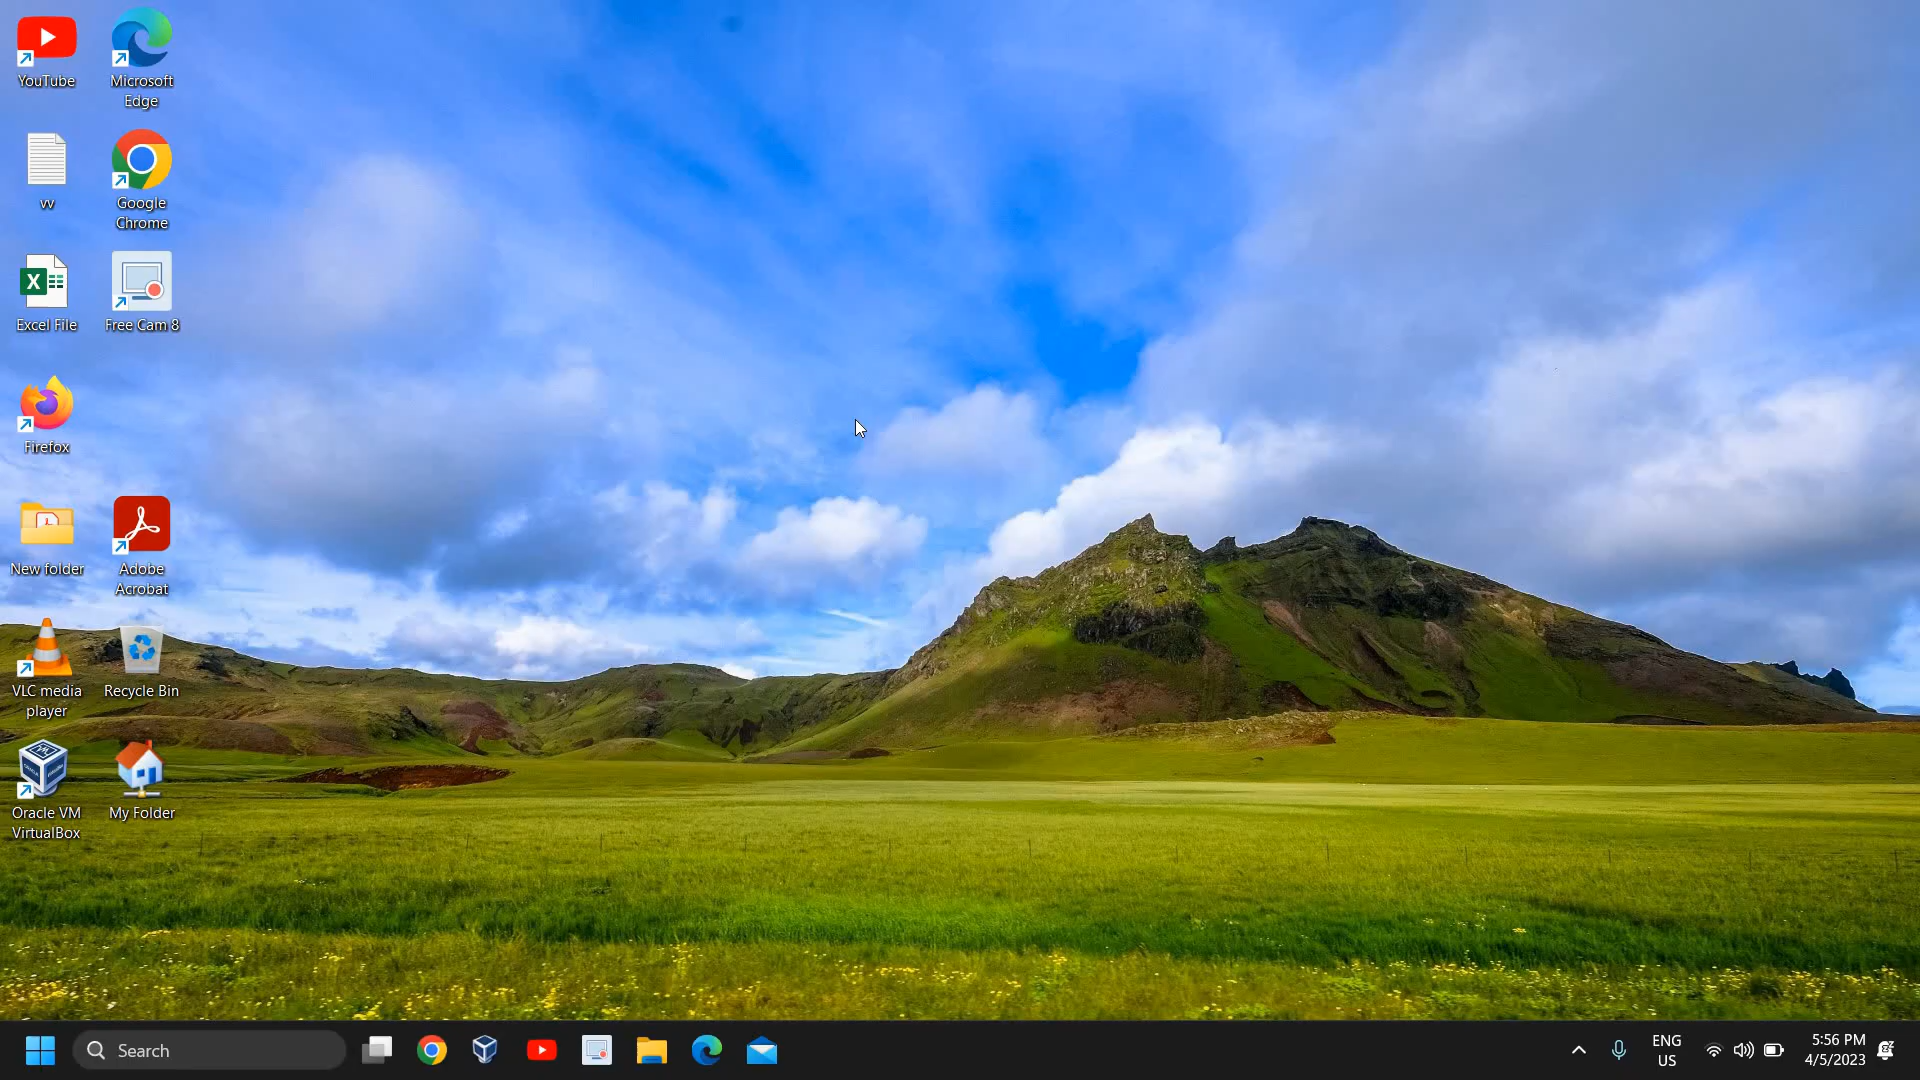 YouTube
Microsoft
Edge
vv
Google
Chrome
Excel File
Free Cam 8
Firefox
New folder
Adobe
Acrobat
VLC media
player
Recycle Bin
Oracle VM
VirtualBox
My Folder
Search
ENG
US
5:56 PM
4/5/2023